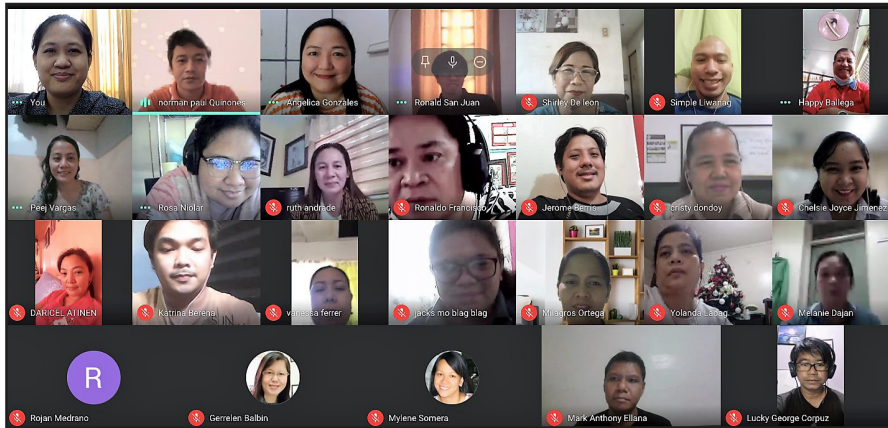 You
norman paul Quinones
Angelica Gonzales
Ronald San Juan
Shirley De leon
Simple Liwanag
Happy Ballega
Peej Vargas
Rosa Niolar
ruth andrade
Ronaldo Francisco
Jerome Berris
cristy dondoy
Chelsie Joyce Jimenez
DARICEL ATINEN
Katrina Berena
vanessa ferrer
jacks mo blag blag
Milagros Ortega
Yolanda Labag
Melanie Dajan
R
Rojan Medrano
Gerrelen Balbin
Mylene Somera
Mark Anthony Ellana
Lucky George Corpuz